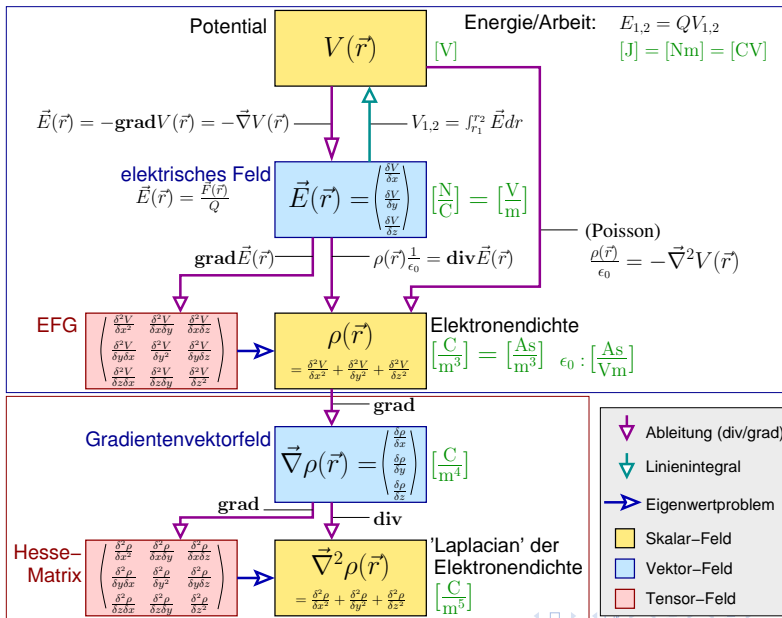 Potential
Energie/Arbeit: E₁,₂ = QV₁,₂
V(r⃗)
[V]
[J] = [Nm] = [CV]
E⃗(r⃗) = −gradV(r⃗) = −∇⃗V(r⃗)
V₁,₂ = ∫_{r₁}^{r₂} E⃗dr
elektrisches Feld
E⃗(r⃗) = F⃗(r⃗)/Q
E⃗(r⃗) = (δV/δx δV/δy δV/δz)
[N/C] = [V/m]
(Poisson)
ρ(r⃗)/ε₀ = −∇⃗²V(r⃗)
gradE⃗(r⃗)
ρ(r⃗) 1/ε₀ = divE⃗(r⃗)
EFG
δ²V/δx² δ²V/δxδy δ²V/δxδz
δ²V/δyδx δ²V/δy² δ²V/δyδz
δ²V/δzδx δ²V/δzδy δ²V/δz²
ρ(r⃗)
= δ²V/δx² + δ²V/δy² + δ²V/δz²
Elektronendichte
[C/m³] = [As/m³] ε₀ : [As/Vm]
grad
Gradientenvektorfeld
∇⃗ρ(r⃗) = (δρ/δx δρ/δy δρ/δz)
[C/m⁴]
grad
div
Hesse−
Matrix
δ²ρ/δx² δ²ρ/δxδy δ²ρ/δxδz
δ²ρ/δyδx δ²ρ/δy² δ²ρ/δyδz
δ²ρ/δzδx δ²ρ/δzδy δ²ρ/δz²
∇⃗²ρ(r⃗)
= δ²ρ/δx² + δ²ρ/δy² + δ²ρ/δz²
'Laplacian' der
Elektronendichte
[C/m⁵]
Ableitung (div/grad)
Linienintegral
Eigenwertproblem
Skalar−Feld
Vektor−Feld
Tensor−Feld